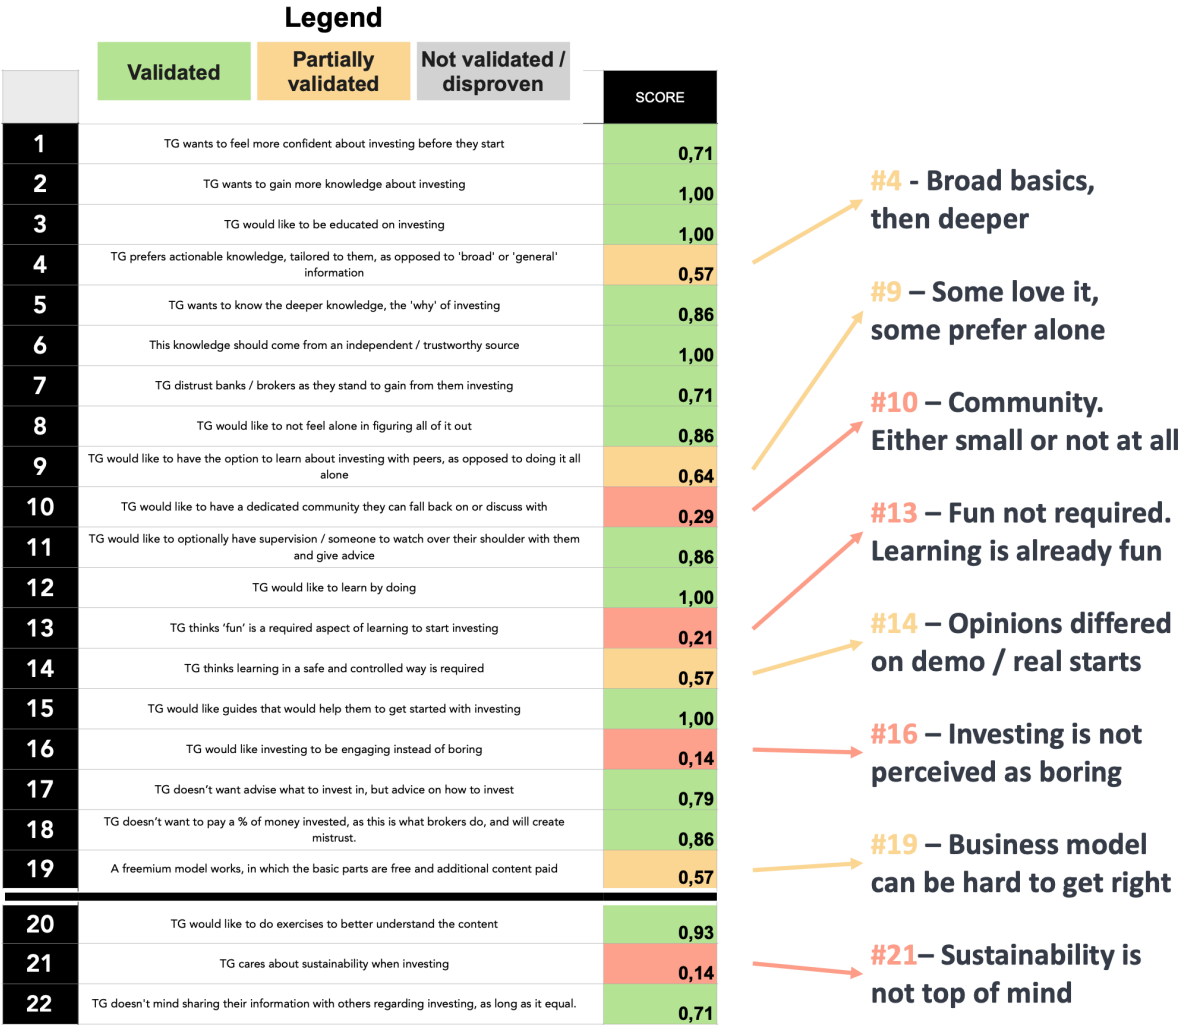 Legend
Validated
Partially
validated
Not validated /
disproven
SCORE
1 TG wants to feel more confident about investing before they start 0,71
2 TG wants to gain more knowledge about investing 1,00
3 TG would like to be educated on investing 1,00
4 TG prefers actionable knowledge, tailored to them, as opposed to 'broad' or 'general'
information 0,57
5 TG wants to know the deeper knowledge, the 'why' of investing 0,86
6 This knowledge should come from an independent / trustworthy source 1,00
7 TG distrust banks / brokers as they stand to gain from them investing 0,71
8 TG would like to not feel alone in figuring all of it out 0,86
9 TG would like to have the option to learn about investing with peers, as opposed to doing it all
alone 0,64
10 TG would like to have a dedicated community they can fall back on or discuss with 0,29
11 TG would like to optionally have supervision / someone to watch over their shoulder with them
and give advice 0,86
12 TG would like to learn by doing 1,00
13 TG thinks ‘fun’ is a required aspect of learning to start investing 0,21
14 TG thinks learning in a safe and controlled way is required 0,57
15 TG would like guides that would help them to get started with investing 1,00
16 TG would like investing to be engaging instead of boring 0,14
17 TG doesn’t want advise what to invest in, but advice on how to invest 0,79
18 TG doesn’t want to pay a % of money invested, as this is what brokers do, and will create
mistrust. 0,86
19 A freemium model works, in which the basic parts are free and additional content paid 0,57
20 TG would like to do exercises to better understand the content 0,93
21 TG cares about sustainability when investing 0,14
22 TG doesn't mind sharing their information with others regarding investing, as long as it equal. 0,71
#4 - Broad basics,
then deeper
#9 – Some love it,
some prefer alone
#10 – Community.
Either small or not at all
#13 – Fun not required.
Learning is already fun
#14 – Opinions differed
on demo / real starts
#16 – Investing is not
perceived as boring
#19 – Business model
can be hard to get right
#21– Sustainability is
not top of mind